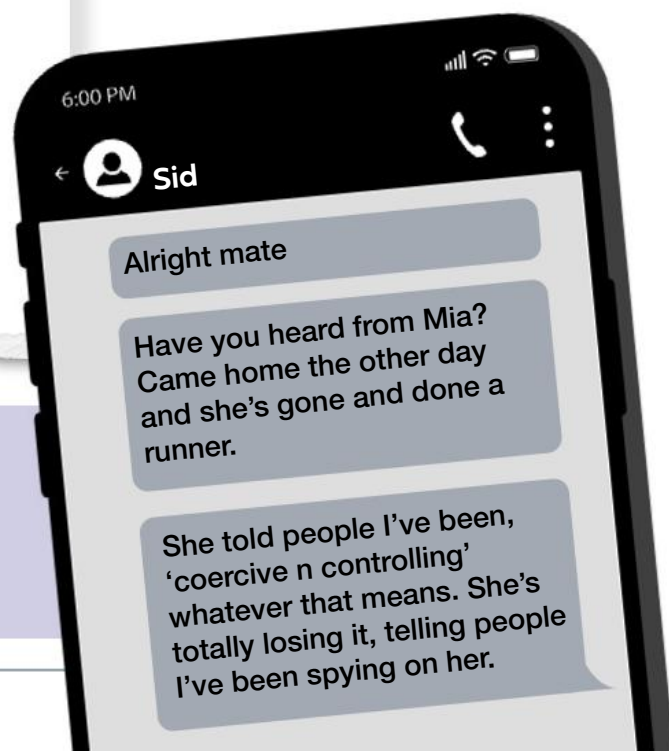 6:00 PM
Sid
Alright mate
Have you heard from Mia?
Came home the other day
and she's gone and done a
runner.
She told people I've been,
‘coercive n controlling’
whatever that means. She's
totally losing it, telling people
I've been spying on her.